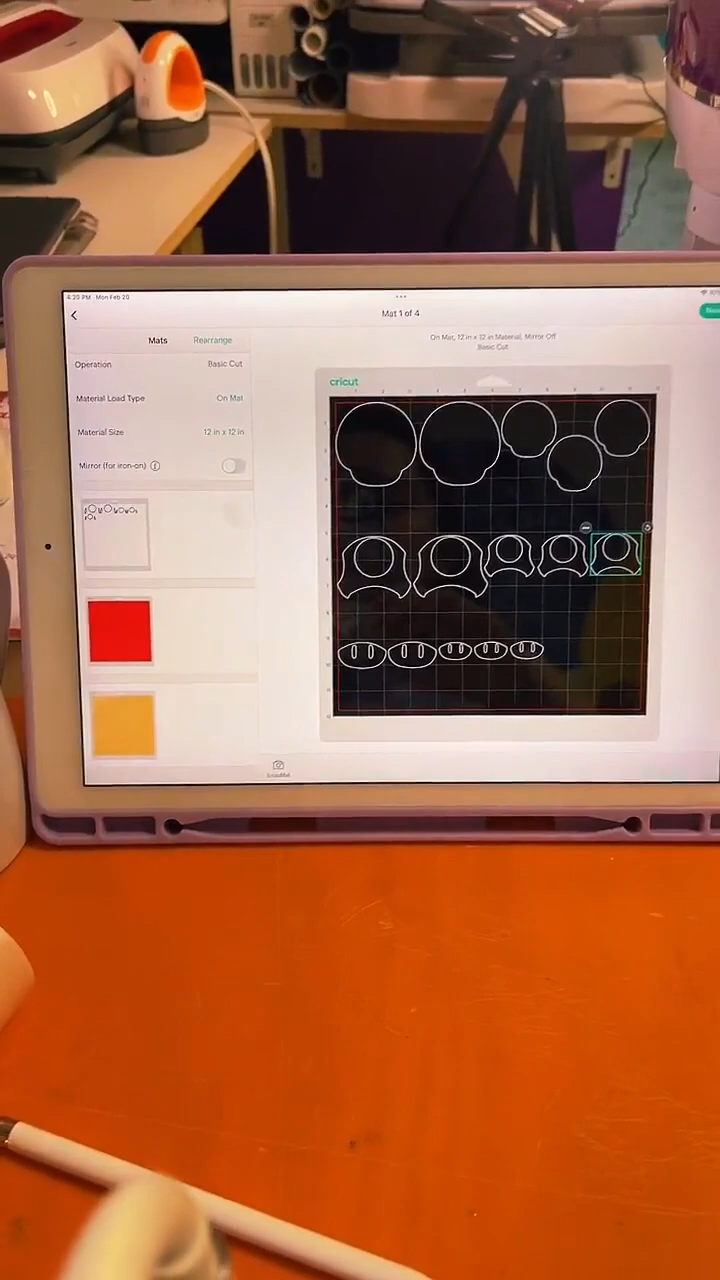 4:20 PM Mon Feb 20
Mat 1 of 4
Mats Rearrange
On Mat, 12 in x 12 in Material, Mirror Off
Basic Cut
Operation Basic Cut
cricut
Material Load Type On Mat
Material Size 12 in x 12 in
Mirror (for iron-on)